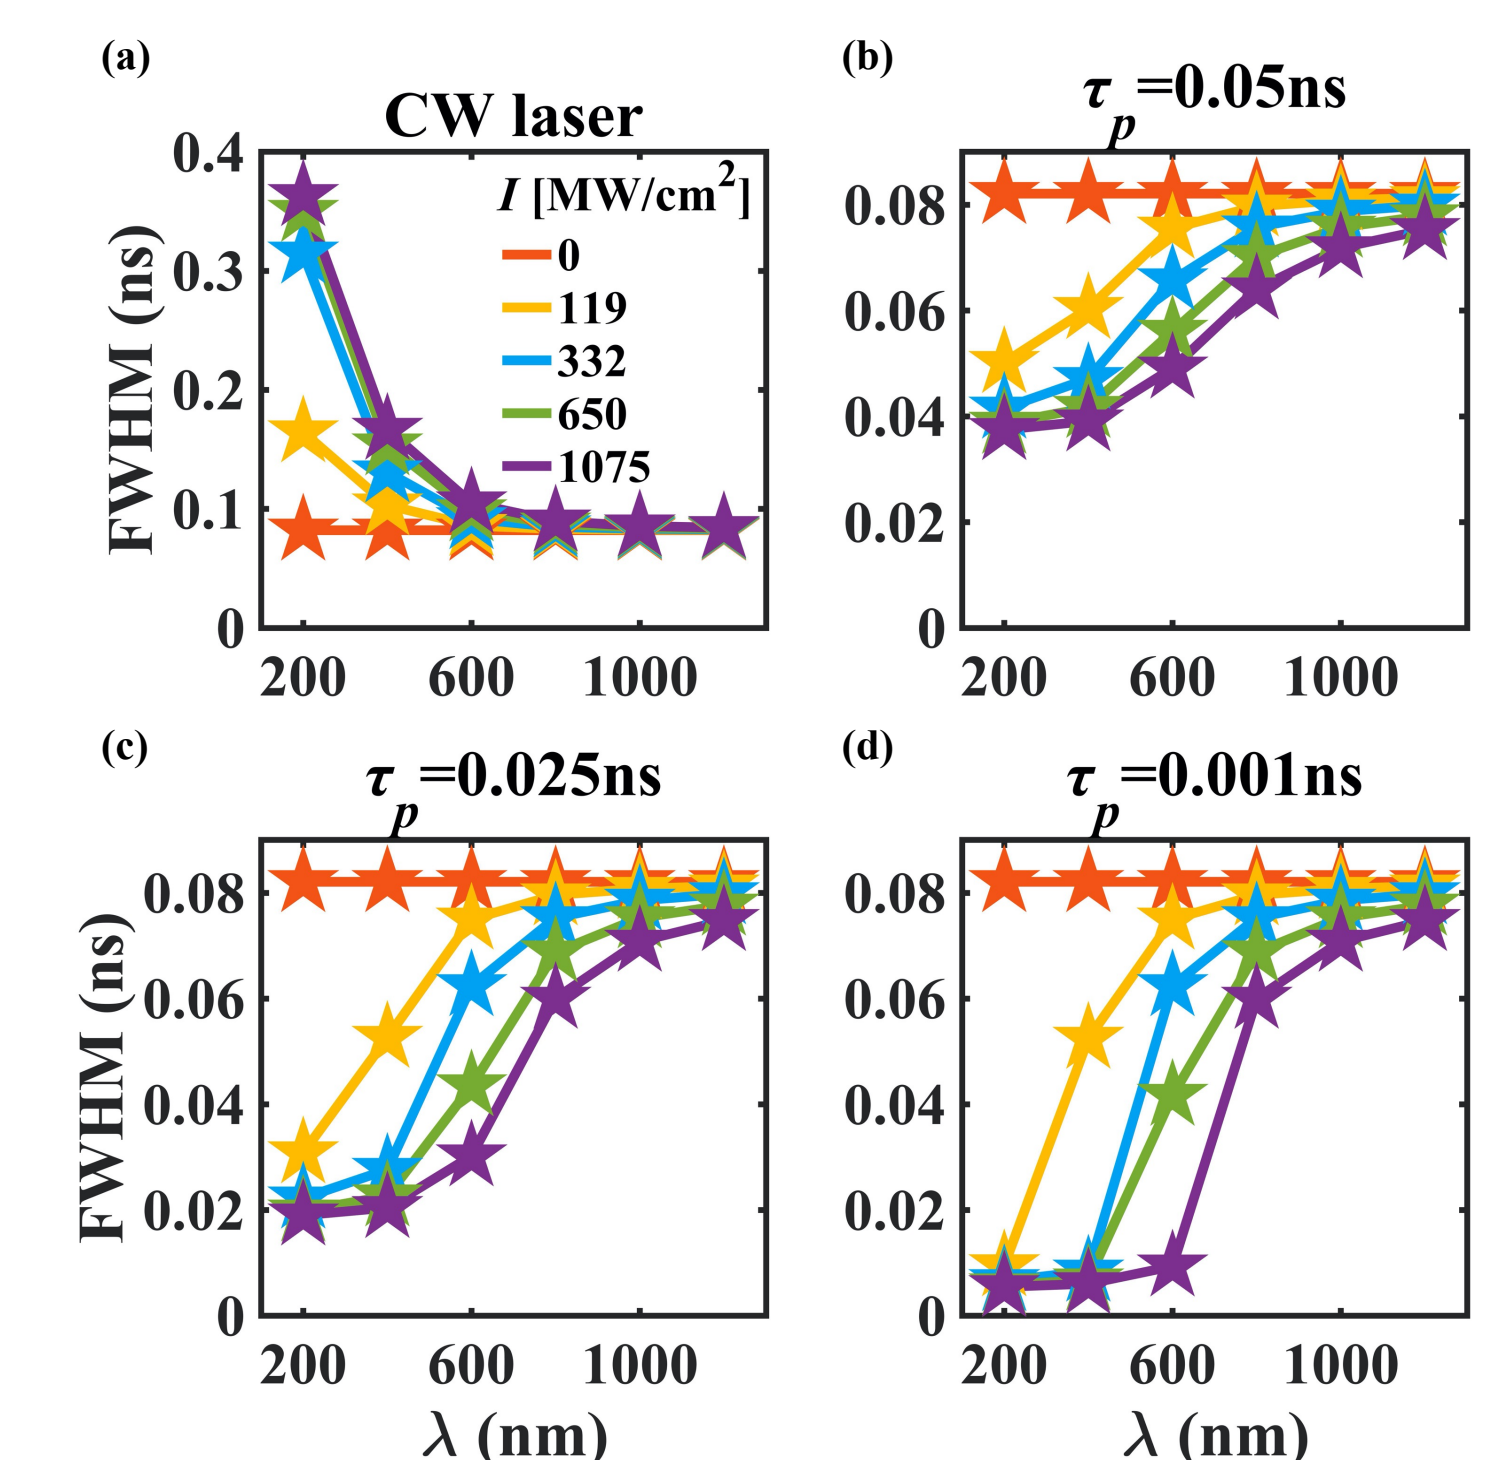 (a)
CW laser
FWHM (ns)
0.4
0.3
0.2
0.1
0
200 600 1000
I [MW/cm²]
0
119
332
650
1075
(b)
τp=0.05ns
0.08
0.06
0.04
0.02
0
200 600 1000
(c)
τp=0.025ns
FWHM (ns)
0.08
0.06
0.04
0.02
0
200 600 1000
λ (nm)
(d)
τp=0.001ns
0.08
0.06
0.04
0.02
0
200 600 1000
λ (nm)